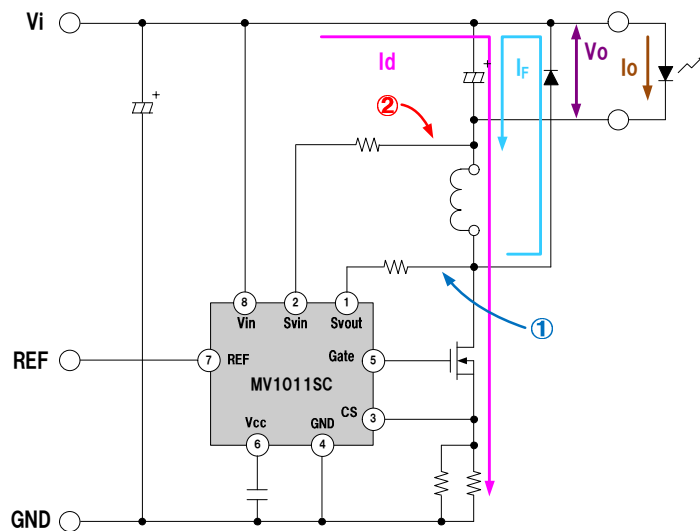 Vi
+
Id
+
IF
Vo
Io
②
8
2
1
Vin
Svin
Svout
①
REF
7
REF
Gate
5
MV1011SC
CS
3
Vcc
GND
6
4
GND